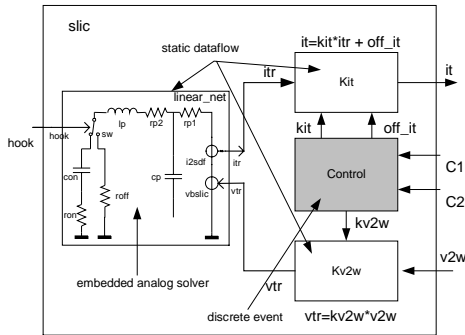 slic
static dataflow
it=kit*itr + off_it
itr
Kit
it
linear_net
hook
hook
sw
lp
rp2
rp1
kit
off_it
i2sdf
itr
con
cp
Control
C1
vbslic
vtr
C2
ron
roff
kv2w
embedded analog solver
vtr
Kv2w
v2w
discrete event
vtr=kv2w*v2w